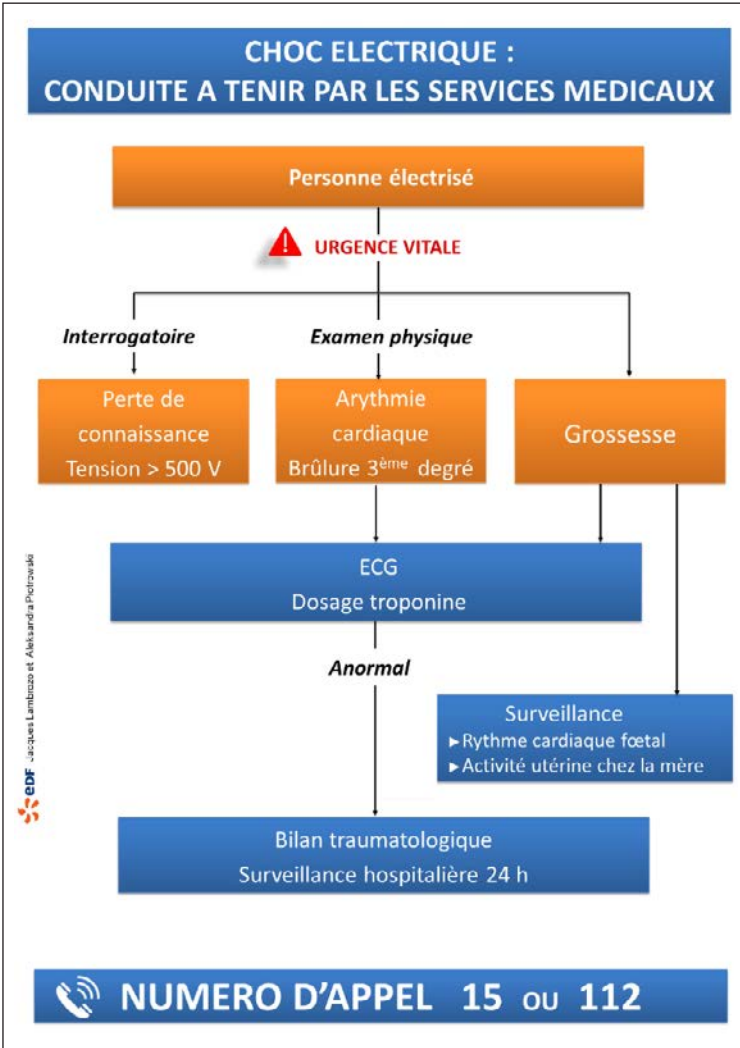 CHOC ELECTRIQUE :
CONDUITE A TENIR PAR LES SERVICES MEDICAUX
Personne électrisé
URGENCE VITALE
Interrogatoire
Examen physique
Perte de
connaissance
Tension > 500 V
Arythmie
cardiaque
Brûlure 3ème degré
Grossesse
ECG
Dosage troponine
Anormal
Surveillance
►Rythme cardiaque fœtal
►Activité utérine chez la mère
Bilan traumatologique
Surveillance hospitalière 24 h
eDF Jacques Lambrozo et Aleksandra Piotrowski
NUMERO D'APPEL 15 OU 112